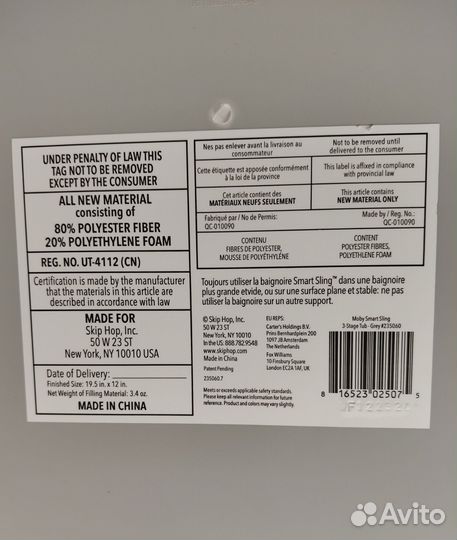 UNDER PENALTY OF LAW THIS
TAG NOT TO BE REMOVED
EXCEPT BY THE CONSUMER
ALL NEW MATERIAL
consisting of
80% POLYESTER FIBER
20% POLYETHYLENE FOAM
REG. NO. UT-4112 (CN)
Certification is made by the manufacturer
that the materials in this article are
described in accordance with law
MADE FOR
Skip Hop, Inc.
50 W 23 ST
New York, NY 10010 USA
Date of Delivery:
Finished Size: 19.5 in x 12 in.
Net Weight of Filling Material: 3.4 oz.
MADE IN CHINA
Nes pas enlever avant la livraison au
consommateur
Not to be removed until
delivered to the consumer
Cette étiquette est apposée conformément
à la loi de la province
This label is affixed in compliance
with provincial law
Cet article contient des
MATÉRIAUX NEUFS SEULEMENT
This article contains
NEW MATERIAL ONLY
Fabriqué par / No de Permis:
QC-010090
Made by / Reg. No.:
QC-010090
CONTENU
FIBRES DE POLYESTER,
MOUSSE DE POLYÉTHYLÈNE
CONTENT
POLYESTER FIBRES,
POLYETHLENE FOAM
Toujours utiliser la baignoire Smart Sling™ dans une baignoire
plus grande etvide, ou sur une surface plane et stable: ne pas
utiliser la baignoire sur un autre support.
© Skip Hop, Inc.
50 W 23 ST
New York, NY 10010
In the US. 888.782.9548
www.skiphop.com
Made in China
Patent Pending
235060.7
EU REPS:
Carter's Holdings B.V.
Prins Bernhardplein 200
1097 JB Amsterdam
The Netherlands
Fox Williams
10 Finsbury Square
London EC2A 1AF, UK
Meets or exceeds applicable safety standards.
Please keep all relevant information for future
reference. Product and colors may vary slightly.
Moby Smart Sling
3-Stage Tub - Grey #235060
8 16523 02507 5
Avito